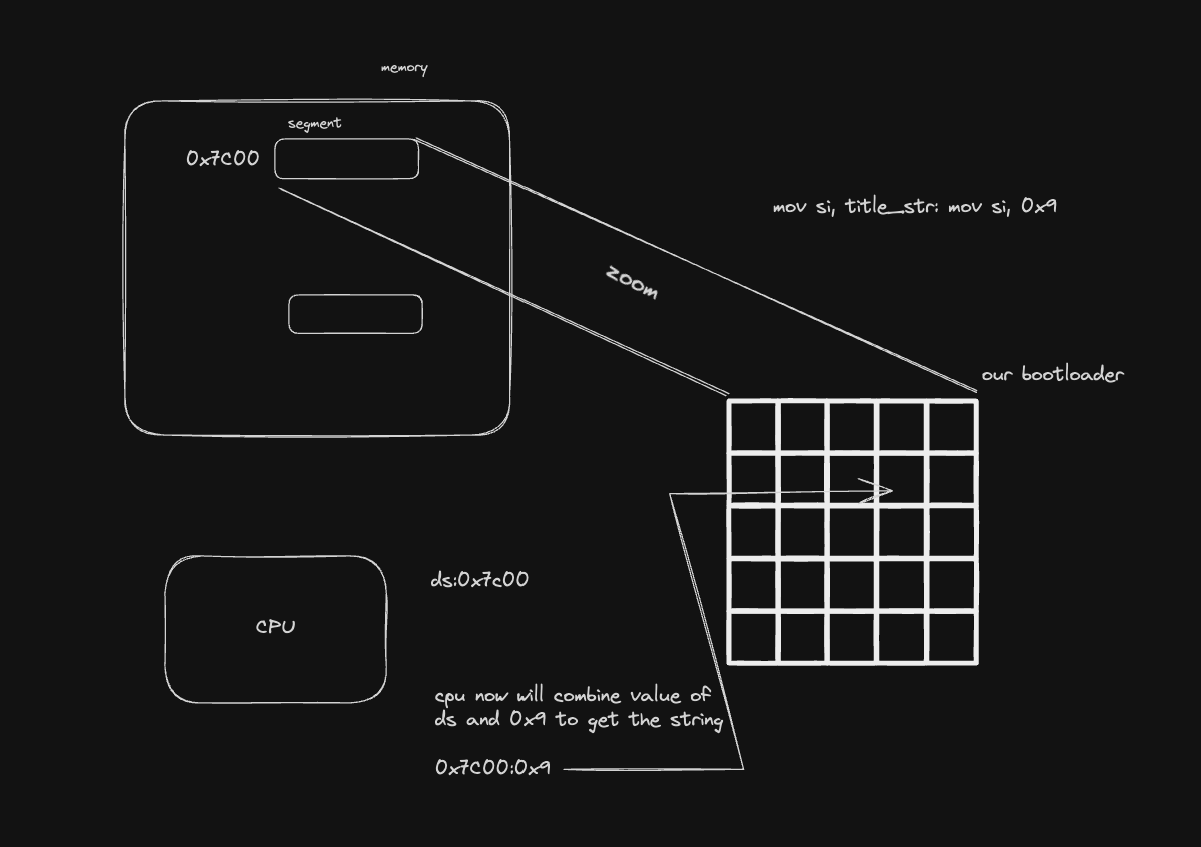 memory
segment
0x7C00
mov si, title_str: mov si, 0x9
zoom
our bootloader
ds:0x7c00
CPU
cpu now will combine value of
ds and 0x9 to get the string
0x7C00:0x9